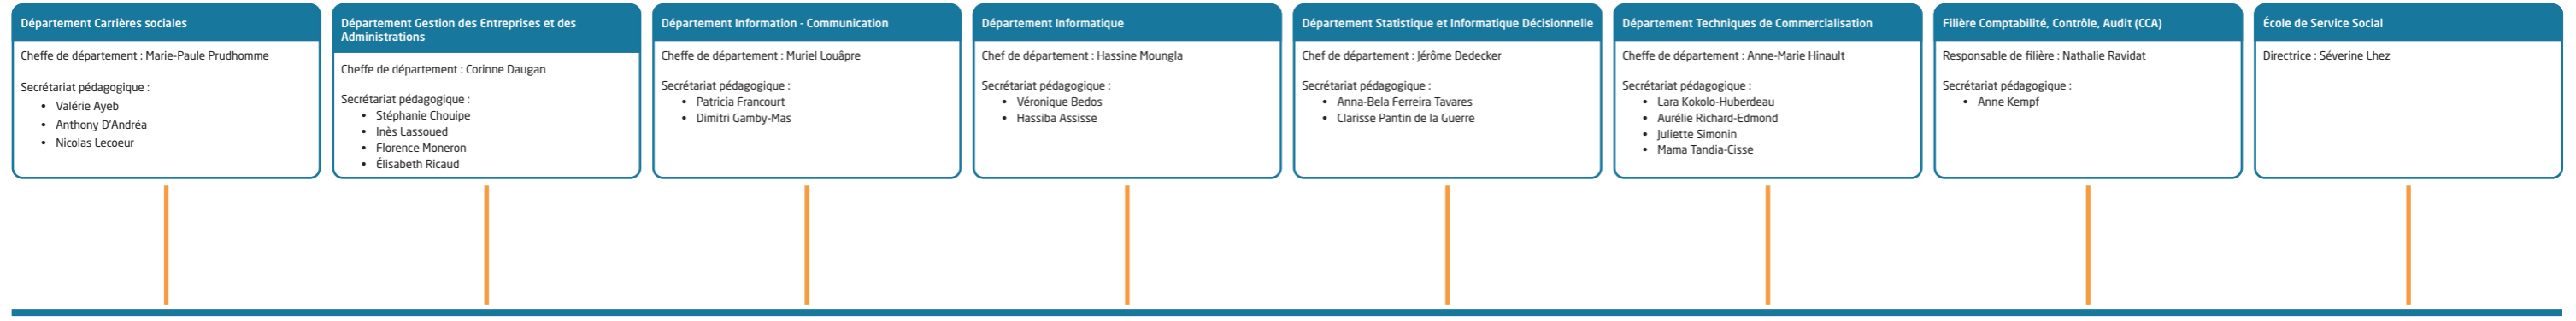 Département Carrières sociales
Cheffe de département : Marie-Paule Prudhomme
Secrétariat pédagogique :
• Valérie Ayeb
• Anthony D'Andréa
• Nicolas Lecoeur
Département Gestion des Entreprises et des
Administrations
Cheffe de département : Corinne Daugan
Secrétariat pédagogique :
• Stéphanie Chouipe
• Inès Lassoued
• Florence Moneron
• Élisabeth Ricaud
Département Information - Communication
Cheffe de département : Muriel Louâpre
Secrétariat pédagogique :
• Patricia Francourt
• Dimitri Gamby-Mas
Département Informatique
Chef de département : Hassine Moungla
Secrétariat pédagogique :
• Véronique Bedos
• Hassiba Assisse
Département Statistique et Informatique Décisionnelle
Chef de département : Jérôme Dedecker
Secrétariat pédagogique :
• Anna-Bela Ferreira Tavares
• Clarisse Pantin de la Guerre
Département Techniques de Commercialisation
Cheffe de département : Anne-Marie Hinault
Secrétariat pédagogique :
• Lara Kokolo-Huberdeau
• Aurélie Richard-Edmond
• Juliette Simonin
• Mama Tandia-Cisse
Filière Comptabilité, Contrôle, Audit (CCA)
Responsable de filière : Nathalie Ravidat
Secrétariat pédagogique :
• Anne Kempf
École de Service Social
Directrice : Séverine Lhez